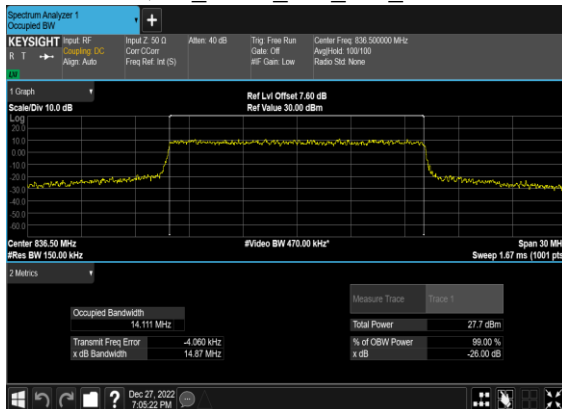 Spectrum Analyzer 1
Occupied BW
KEYSIGHT
R T
LXI
Input: RF
Coupling: DC
Align: Auto
Input Z: 50 Ω
Corr CCorr
Freq Ref: Int (S)
Atten: 40 dB
Trig: Free Run
Gate: Off
#IF Gain: Low
Center Freq: 836.500000 MHz
Avg|Hold: 100/100
Radio Std: None
1 Graph
Scale/Div 10.0 dB
Ref Lvl Offset 7.60 dB
Ref Value 30.00 dBm
Log
20.0
10.0
0.00
-10.0
-20.0
-30.0
-40.0
-50.0
-60.0
Center 836.50 MHz
#Res BW 150.00 kHz
#Video BW 470.00 kHz*
Span 30 MH
Sweep 1.67 ms (1001 pts
2 Metrics
Measure Trace Trace 1
Occupied Bandwidth
14.111 MHz
Total Power 27.7 dBm
Transmit Freq Error -4.060 kHz
% of OBW Power 99.00 %
x dB Bandwidth 14.87 MHz
x dB -26.00 dB
?
Dec 27, 2022
7:05:22 PM